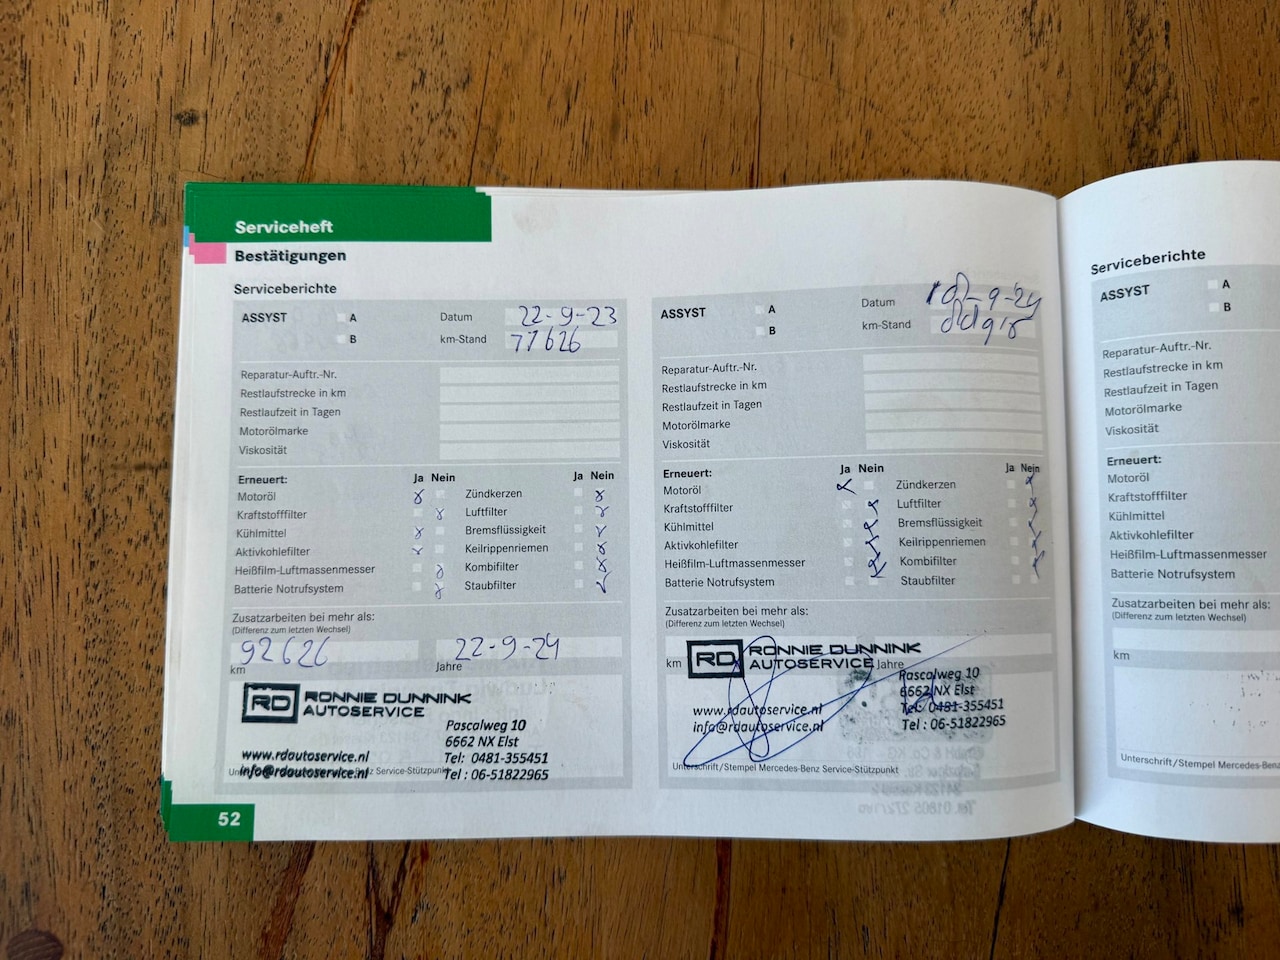 Serviceheft
Bestätigungen
Serviceberichte
ASSYST A Datum 22-9-23
B km-Stand 77626
Reparatur-Auftr.-Nr.
Restlaufstrecke in km
Restlaufzeit in Tagen
Motorölmarke
Viskosität
Erneuert: Ja Nein Ja Nein
Motoröl Zündkerzen
Kraftstofffilter Luftfilter
Kühlmittel Bremsflüssigkeit
Aktivkohlefilter Keilrippenriemen
Heißfilm-Luftmassenmesser Kombifilter
Batterie Notrufsystem Staubfilter
Zusatzarbeiten bei mehr als:
(Differenz zum letzten Wechsel)
92626 22-9-24
km Jahre
RD RONNIE DUNNINK
AUTOSERVICE
Pascalweg 10
6662 NX Elst
www.rdautoservice.nl Tel: 0481-355451
info@rdautoservice.nl Tel : 06-51822965
52
ASSYST A Datum
B km-Stand
Reparatur-Auftr.-Nr.
Restlaufstrecke in km
Restlaufzeit in Tagen
Motorölmarke
Viskosität
Erneuert: Ja Nein Ja Nein
Motoröl Zündkerzen
Kraftstofffilter Luftfilter
Kühlmittel Bremsflüssigkeit
Aktivkohlefilter Keilrippenriemen
Heißfilm-Luftmassenmesser Kombifilter
Batterie Notrufsystem Staubfilter
Zusatzarbeiten bei mehr als:
(Differenz zum letzten Wechsel)
RD RONNIE DUNNINK
km AUTOSERVICE Jahre
Pascalweg 10
6662 NX Elst
www.rdautoservice.nl Tel: 0481-355451
info@rdautoservice.nl Tel : 06-51822965
Unterschrift/Stempel Mercedes-Benz Service-Stützpunkt
Serviceberichte
ASSYST A
B
Reparatur-Auftr.-Nr.
Restlaufstrecke in km
Restlaufzeit in Tagen
Motorölmarke
Viskosität
Erneuert:
Motoröl
Kraftstofffilter
Kühlmittel
Aktivkohlefilter
Heißfilm-Luftmassenmesser
Batterie Notrufsystem
Zusatzarbeiten bei mehr als:
(Differenz zum letzten Wechsel)
km
Unterschrift/Stempel Mercedes-Benz